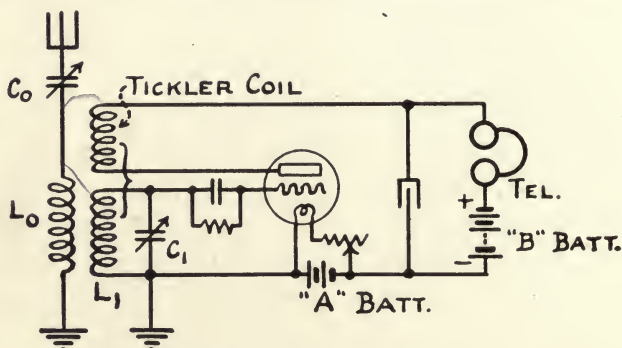 C0
TICKLER COIL
L0
L1
C1
TEL.
+
"B" BATT.
−
"A" BATT.